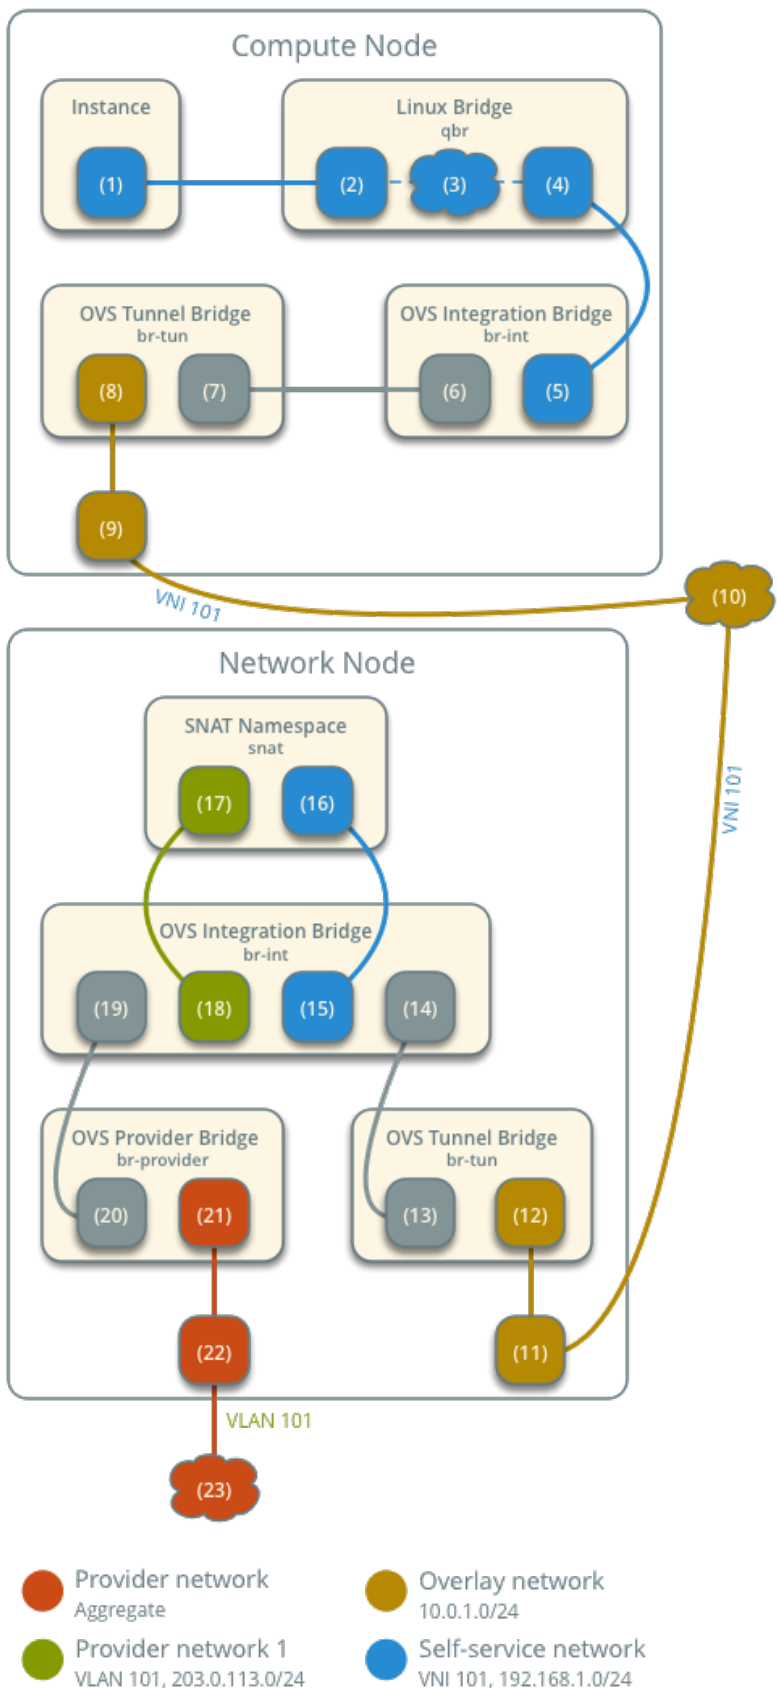 Compute Node
Instance
Linux Bridge
qbr
(1)
(2)
(3)
(4)
OVS Tunnel Bridge
br-tun
OVS Integration Bridge
br-int
(8)
(7)
(6)
(5)
(9)
VNI 101
(10)
Network Node
SNAT Namespace
snat
(17)
(16)
VNI 101
OVS Integration Bridge
br-int
(19)
(18)
(15)
(14)
OVS Provider Bridge
br-provider
OVS Tunnel Bridge
br-tun
(20)
(21)
(13)
(12)
(22)
(11)
VLAN 101
(23)
Provider network
Aggregate
Overlay network
10.0.1.0/24
Provider network 1
VLAN 101, 203.0.113.0/24
Self-service network
VNI 101, 192.168.1.0/24